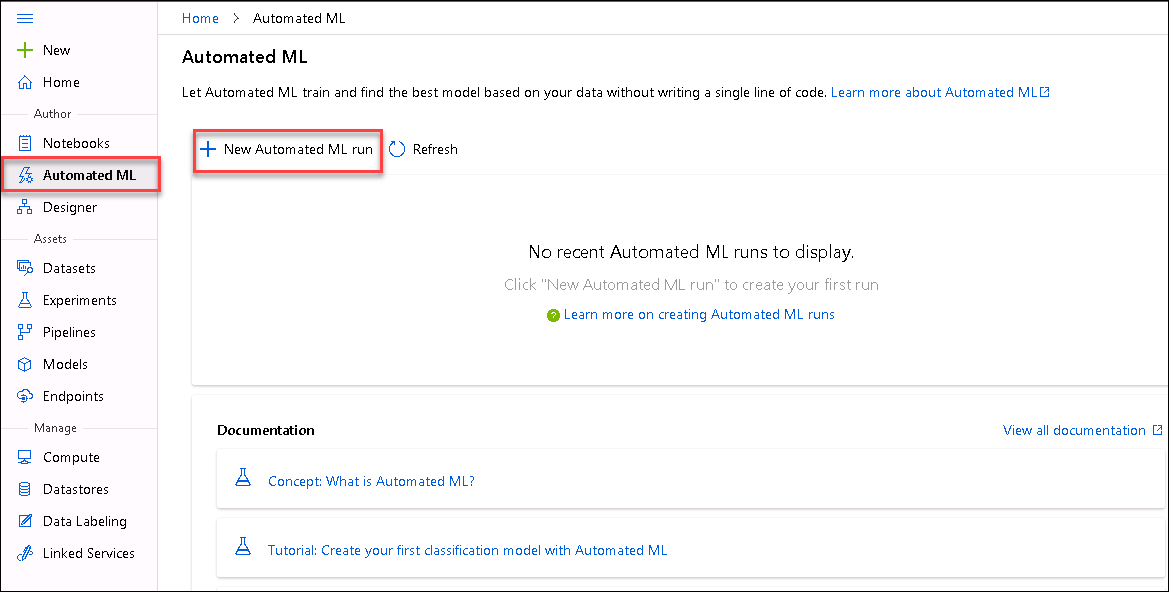 New
Home
Author
Notebooks
Automated ML
Designer
Assets
Datasets
Experiments
Pipelines
Models
Endpoints
Manage
Compute
Datastores
Data Labeling
Linked Services
Home > Automated ML
Automated ML
Let Automated ML train and find the best model based on your data without writing a single line of code. Learn more about Automated ML
New Automated ML run Refresh
No recent Automated ML runs to display.
Click "New Automated ML run" to create your first run
? Learn more on creating Automated ML runs
Documentation View all documentation
Concept: What is Automated ML?
Tutorial: Create your first classification model with Automated ML